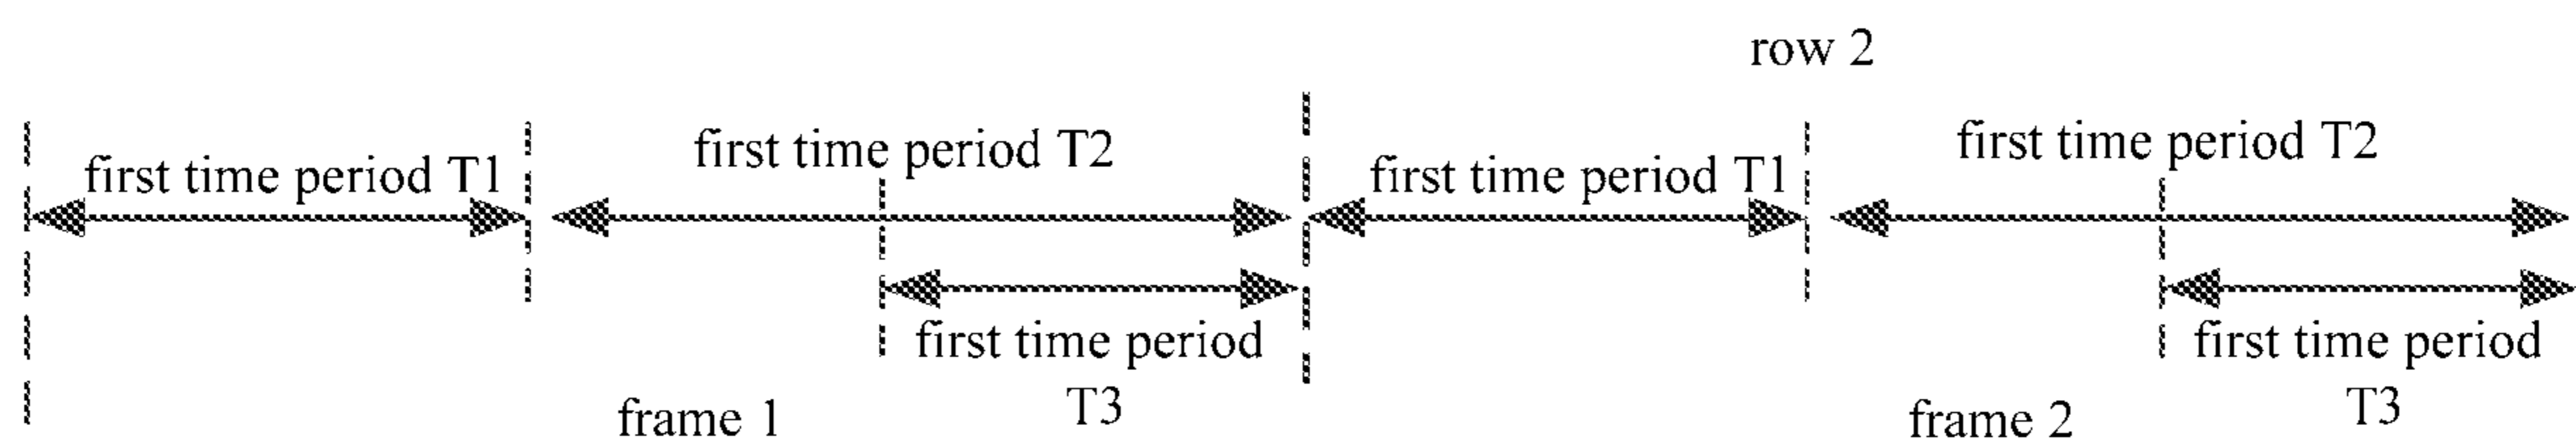 row 2
first time period T1
first time period T2
first time period T1
first time period T2
first time period
T3
first time period
T3
frame 1
frame 2